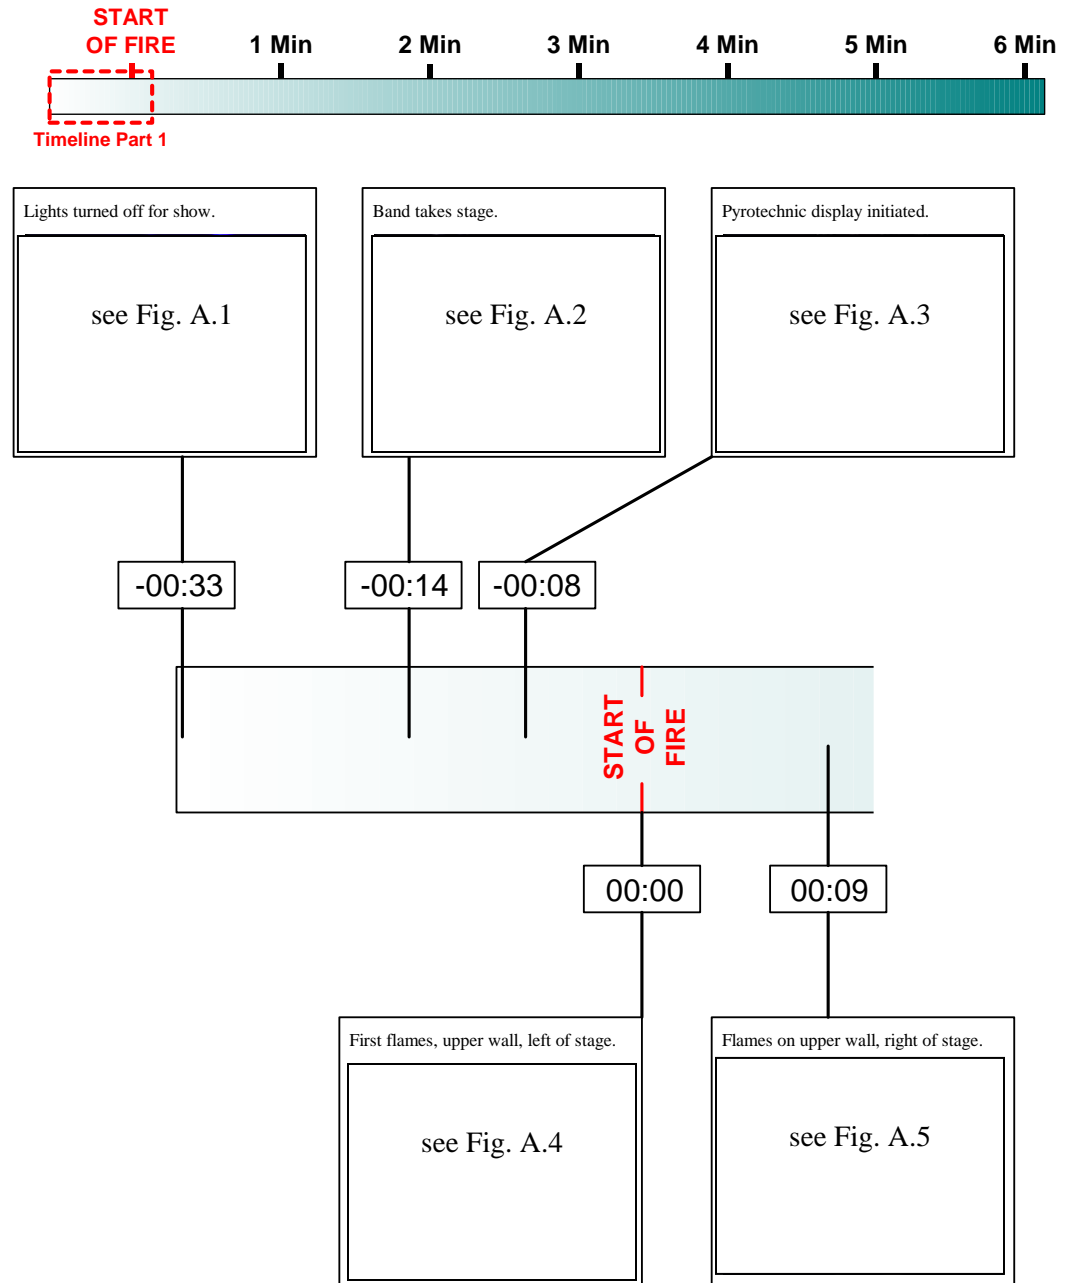 START
OF FIRE
1 Min
2 Min
3 Min
4 Min
5 Min
6 Min
Timeline Part 1
Lights turned off for show.
see Fig. A.1
Band takes stage.
see Fig. A.2
Pyrotechnic display initiated.
see Fig. A.3
-00:33
-00:14
-00:08
START
OF
FIRE
00:00
00:09
First flames, upper wall, left of stage.
see Fig. A.4
Flames on upper wall, right of stage.
see Fig. A.5